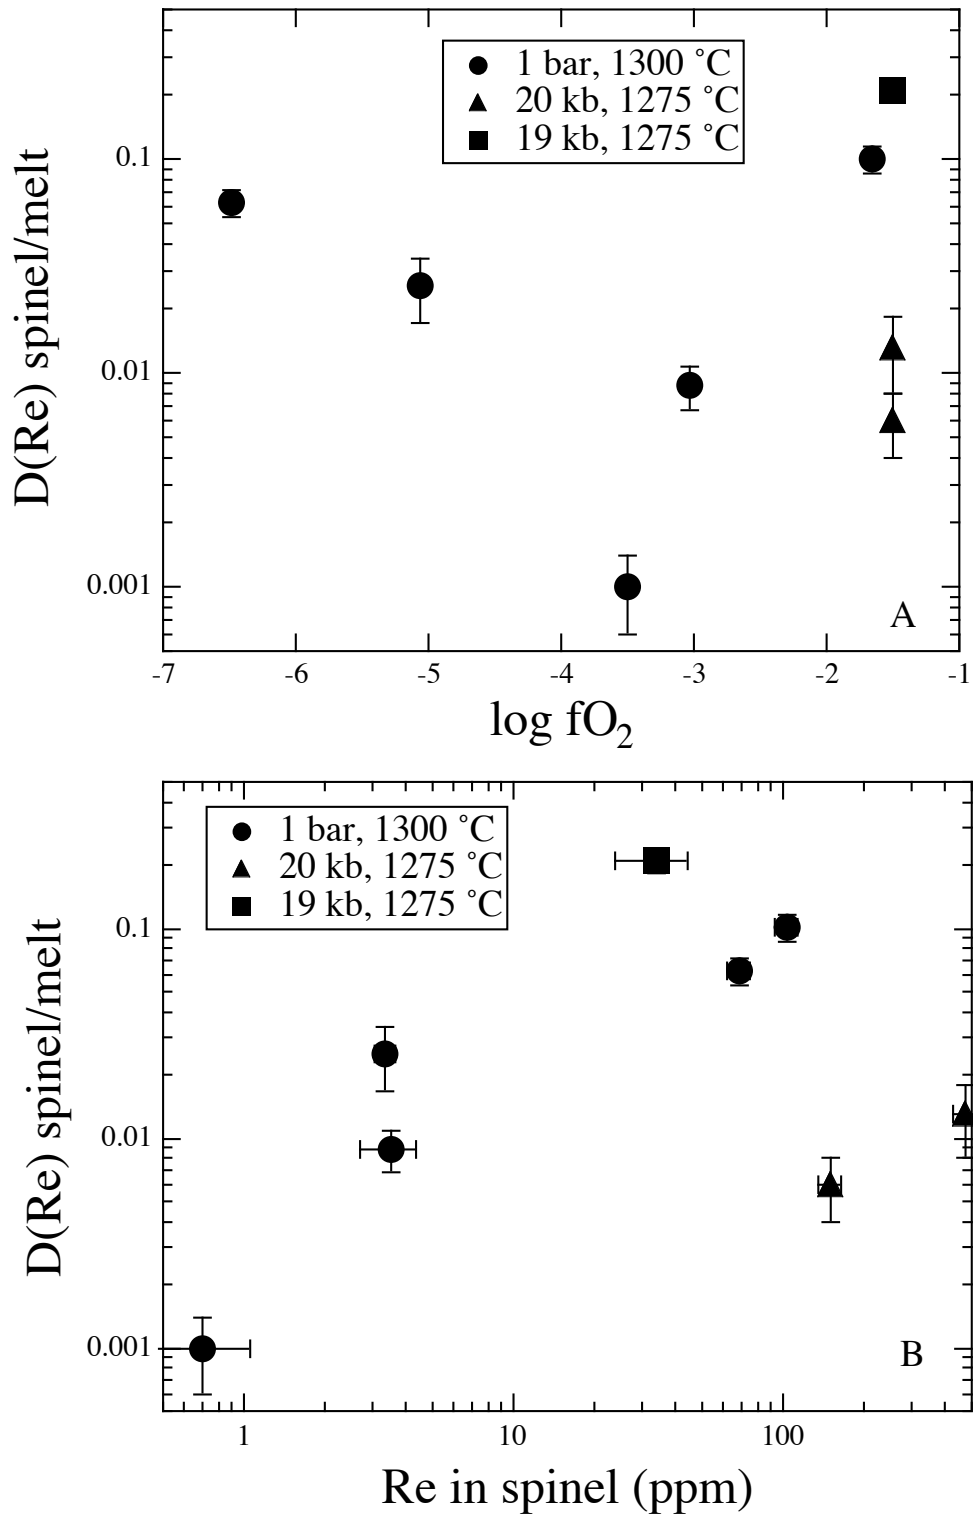 1 bar, 1300 ˚C
20 kb, 1275 ˚C
19 kb, 1275 ˚C
D(Re) spinel/melt
0.1
0.01
0.001
A
-7 -6 -5 -4 -3 -2 -1
log fO₂
1 bar, 1300 ˚C
20 kb, 1275 ˚C
19 kb, 1275 ˚C
D(Re) spinel/melt
0.1
0.01
0.001
B
1 10 100
Re in spinel (ppm)